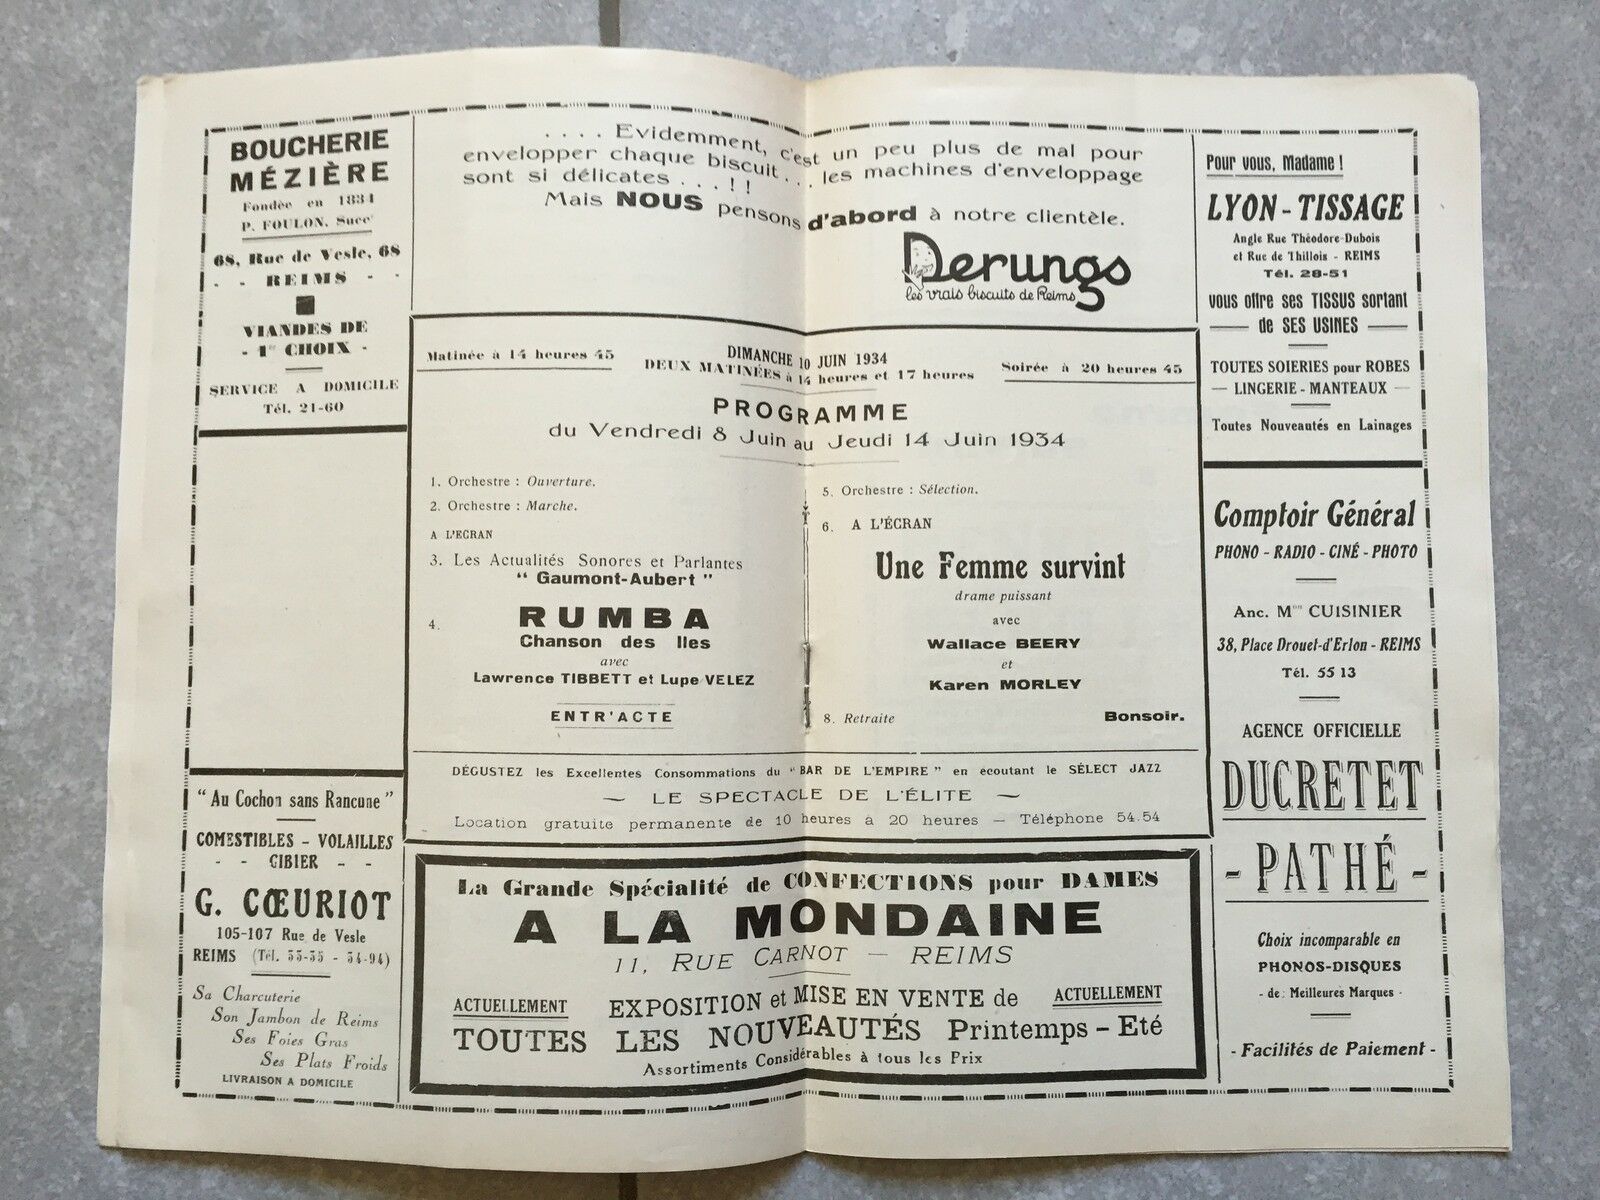 BOUCHERIE
MÉZIÈRE
Fondée en 1834
P. FOULON, Succr
68, Rue de Vesle, 68
- - REIMS - -
VIANDES DE
- 1er CHOIX -
SERVICE A DOMICILE
Tél. 21-60
"Au Cochon sans Rancune"
COMESTIBLES - VOLAILLES
- - GIBIER - -
G. CŒURIOT
105-107 Rue de Vesle
REIMS (Tél. 33-35 - 34-94)
Sa Charcuterie
Son Jambon de Reims
Ses Foies Gras
Ses Plats Froids
LIVRAISON A DOMICILE
.... Evidemment, c'est un peu plus de mal pour
envelopper chaque biscuit... les machines d'enveloppage
sont si délicates...!!
Mais NOUS pensons d'abord à notre clientèle.
Derungs
les vrais biscuits de Reims
Matinée à 14 heures 45
DIMANCHE 10 JUIN 1934
DEUX MATINÉES à 14 heures et 17 heures
Soirée à 20 heures 45
PROGRAMME
du Vendredi 8 Juin au Jeudi 14 Juin 1934
1. Orchestre : Ouverture.
2. Orchestre : Marche.
A L'ECRAN
3. Les Actualités Sonores et Parlantes
"Gaumont-Aubert"
4. RUMBA
Chanson des Iles
avec
Lawrence TIBBETT et Lupe VELEZ
ENTR'ACTE
5. Orchestre : Sélection.
6. A L'ÉCRAN
Une Femme survint
drame puissant
avec
Wallace BEERY
et
Karen MORLEY
8. Retraite
Bonsoir.
DÉGUSTEZ les Excellentes Consommations du "BAR DE L'EMPIRE" en écoutant le SÉLECT JAZZ
— LE SPECTACLE DE L'ÉLITE —
Location gratuite permanente de 10 heures à 20 heures — Téléphone 54.54
La Grande Spécialité de CONFECTIONS pour DAMES
A LA MONDAINE
11, RUE CARNOT — REIMS
ACTUELLEMENT
EXPOSITION et MISE EN VENTE de
ACTUELLEMENT
TOUTES LES NOUVEAUTÉS Printemps - Eté
Assortiments Considérables à tous les Prix
Pour vous, Madame !
LYON - TISSAGE
Angle Rue Théodore-Dubois
et Rue de Thillois - REIMS
Tél. 28-51
vous offre ses TISSUS sortant
de SES USINES
TOUTES SOIERIES pour ROBES
— LINGERIE - MANTEAUX —
Toutes Nouveautés en Lainages
Comptoir Général
PHONO - RADIO - CINÉ - PHOTO
Anc. Mon CUISINIER
38, Place Drouet-d'Erlon - REIMS
Tél. 55 13
AGENCE OFFICIELLE
DUCRETET
- PATHÉ -
Choix incomparable en
PHONOS-DISQUES
- de Meilleures Marques -
- Facilités de Paiement -